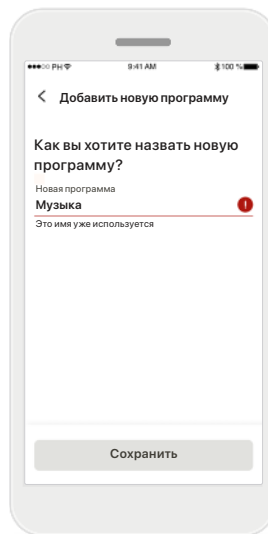 PH 9:41 AM 100 %
Добавить новую программу
Как вы хотите назвать новую
программу?
Новая программа
Музыка
Это имя уже используется
Сохранить